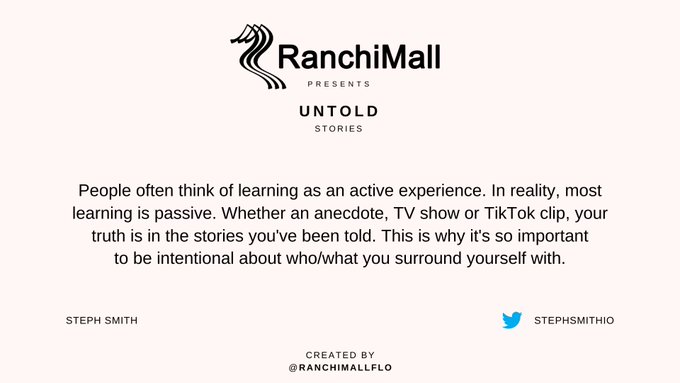 RanchiMall
PRESENTS
UNTOLD
STORIES
People often think of learning as an active experience. In reality, most
learning is passive. Whether an anecdote, TV show or TikTok clip, your
truth is in the stories you've been told. This is why it's so important
to be intentional about who/what you surround yourself with.
STEPH SMITH
STEPHSMITHIO
CREATED BY
@RANCHIMALLFLO